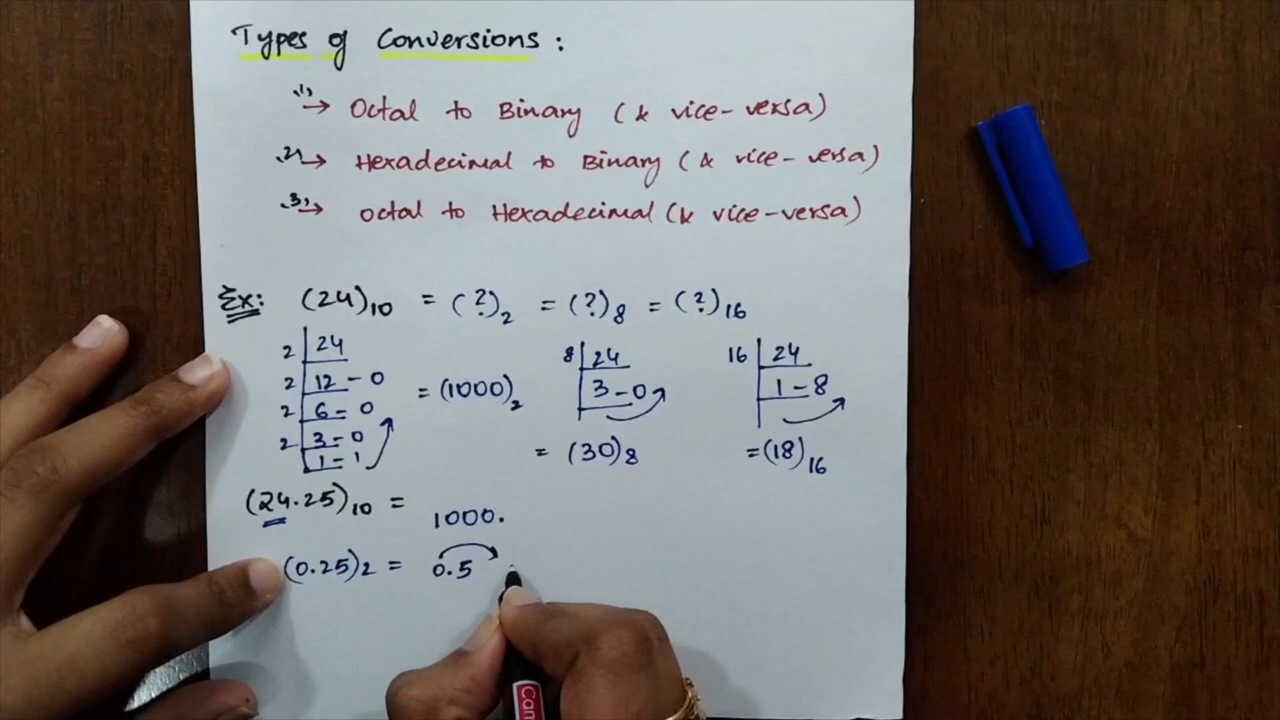 Types of Conversions :
.1, → Octal to Binary (& vice-versa)
.2, → Hexadecimal to Binary (& vice-versa)
.3, → Octal to Hexadecimal (& vice-versa)
Ex: (24)₁₀ = (?)₂ = (?)₈ = (?)₁₆
2 24 8 24 16 24
2 12 - 0 = (1000)₂ 3 - 0 1 - 8
2 6 - 0
2 3 - 0
1 - 1 = (30)₈ = (18)₁₆
(24.25)₁₀ = 1000.
(0.25)2 = 0.5
Cam